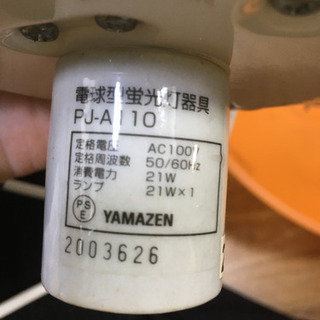 電球型蛍光灯器具
PJ-A110
定格電圧 AC100V
定格周波数 50/60Hz
消費電力 21W
ランプ 21W×1
PSE YAMAZEN
2003626